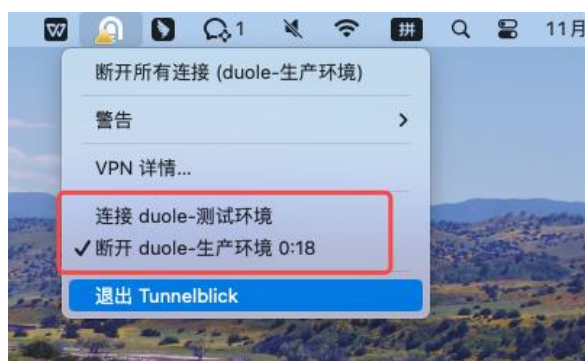 1 拼 11月
断开所有连接 (duole-生产环境)
警告
VPN 详情...
连接 duole-测试环境
✓断开 duole-生产环境 0:18
退出 Tunnelblick